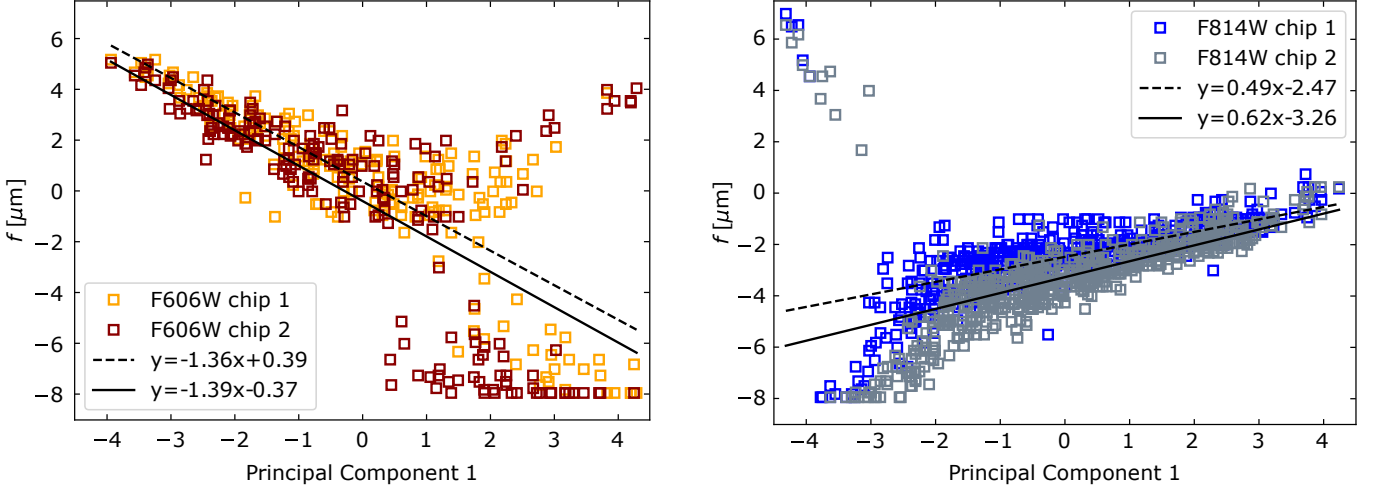 6
4
2
0
−2
−4
−6
−8
f [μm]
F606W chip 1
F606W chip 2
y=-1.36x+0.39
y=-1.39x-0.37
−4 −3 −2 −1 0 1 2 3 4
Principal Component 1
6
4
2
0
−2
−4
−6
−8
f [μm]
F814W chip 1
F814W chip 2
y=0.49x-2.47
y=0.62x-3.26
−4 −3 −2 −1 0 1 2 3 4
Principal Component 1